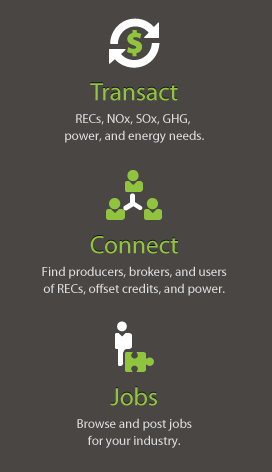 $
Transact
RECs, NOx, SOx, GHG,
power, and energy needs.
Connect
Find producers, brokers, and users
of RECs, offset credits, and power.
Jobs
Browse and post jobs
for your industry.